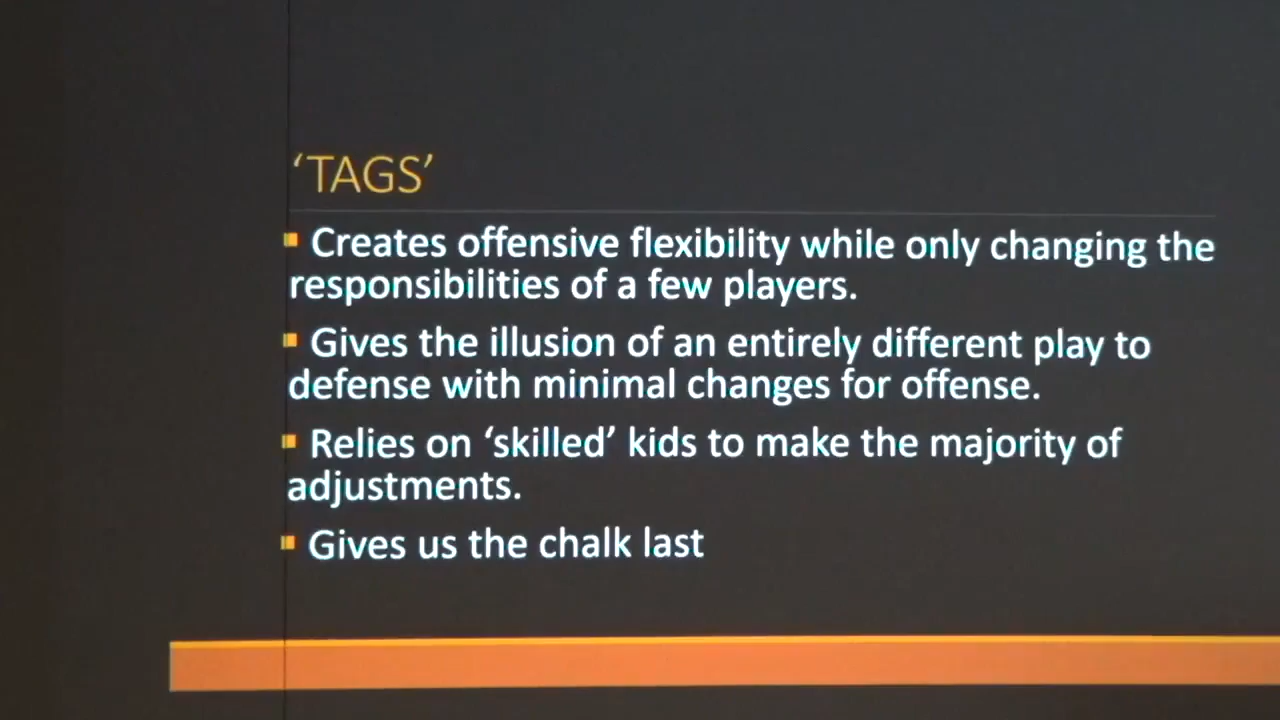 ‘TAGS’
Creates offensive flexibility while only changing the
responsibilities of a few players.
Gives the illusion of an entirely different play to
defense with minimal changes for offense.
Relies on ‘skilled’ kids to make the majority of
adjustments.
Gives us the chalk last